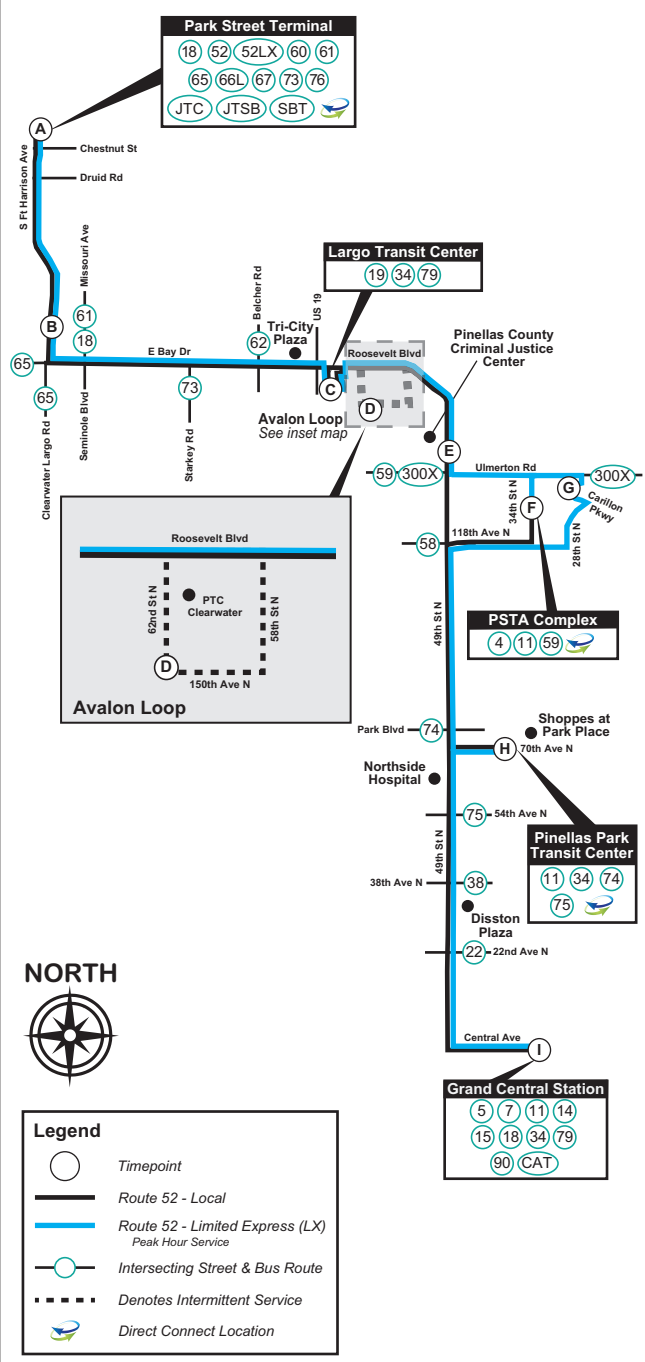 Park Street Terminal
18 52 52LX 60 61
65 66L 67 73 76
JTC JTSB SBT
A
Chestnut St
Druid Rd
S Ft Harrison Ave
Missouri Ave
61
18
B
65
65
Clearwater Largo Rd
Seminole Blvd
E Bay Dr
73
Starkey Rd
Belcher Rd
62
Tri-City
Plaza
US 19
Largo Transit Center
19 34 79
C
Roosevelt Blvd
D
Avalon Loop
See inset map
Pinellas County
Criminal Justice
Center
E
59 300X
Ulmerton Rd
300X
G
Carillon
Pkwy
34th St N
F
28th St N
58
118th Ave N
PSTA Complex
4 11 59
Roosevelt Blvd
62nd St N
PTC
Clearwater
58th St N
D
150th Ave N
Avalon Loop
49th St N
Park Blvd
74
Shoppes at
Park Place
H
70th Ave N
Northside
Hospital
75
54th Ave N
Pinellas Park
Transit Center
11 34 74
75
49th St N
38th Ave N
38
Disston
Plaza
22
22nd Ave N
Central Ave
I
Grand Central Station
5 7 11 14
15 18 34 79
90 CAT
NORTH
Legend
Timepoint
Route 52 - Local
Route 52 - Limited Express (LX)
Peak Hour Service
Intersecting Street & Bus Route
Denotes Intermittent Service
Direct Connect Location